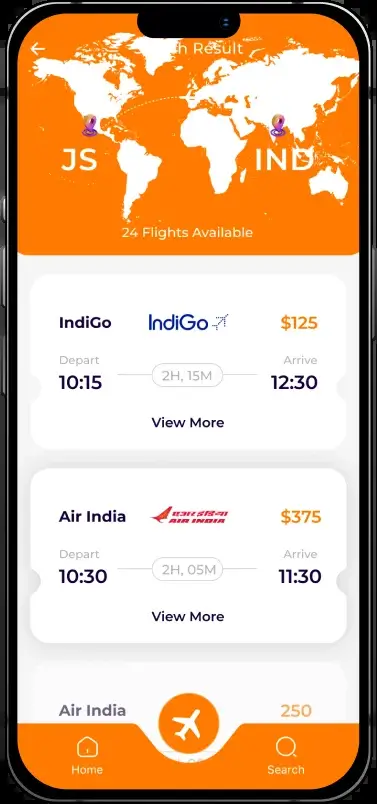 Result
JS
IND
24 Flights Available
IndiGo
IndiGo
$125
Depart
Arrive
10:15
2H, 15M
12:30
View More
Air India
एअर इंडिया
AIR INDIA
$375
Depart
Arrive
10:30
2H, 05M
11:30
View More
Air India
250
Home
Search